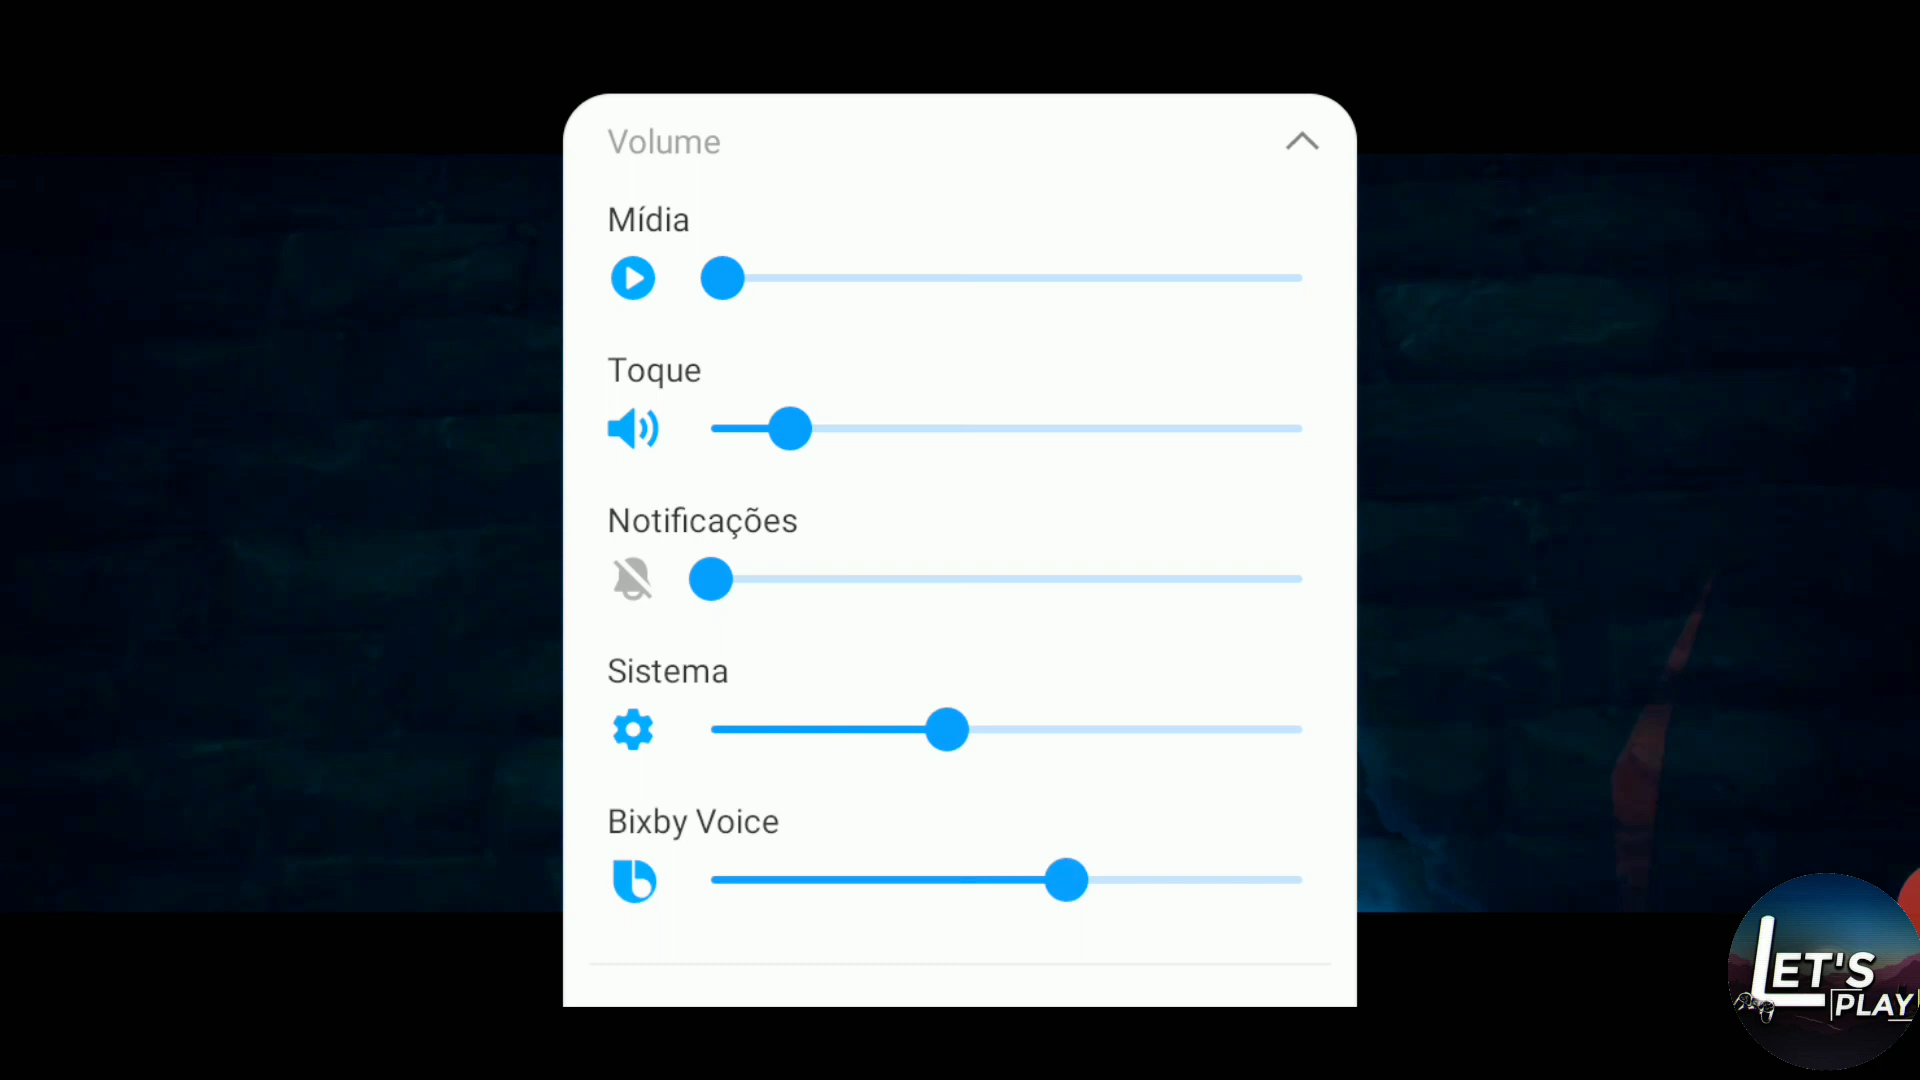 Volume
Mídia
Toque
Notificações
Sistema
Bixby Voice
LET'S
PLAY